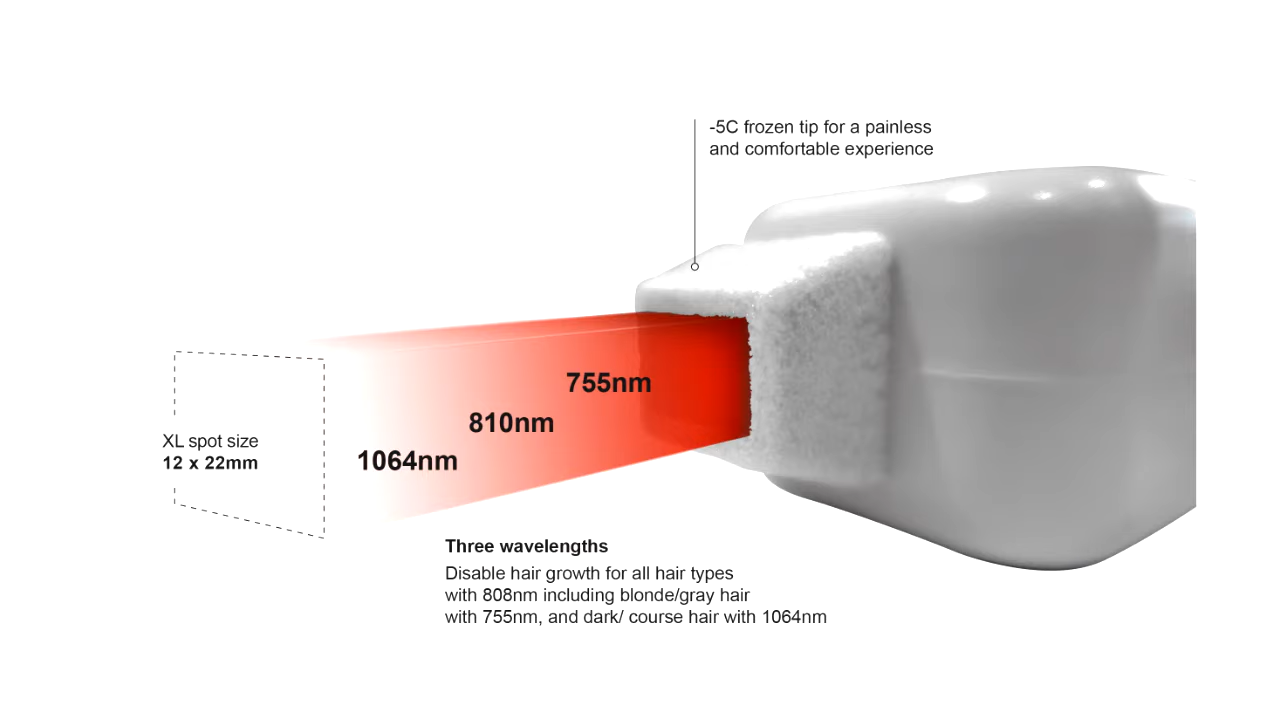 -5C frozen tip for a painless
and comfortable experience
755nm
810nm
1064nm
XL spot size
12 x 22mm
Three wavelengths
Disable hair growth for all hair types
with 808nm including blonde/gray hair
with 755nm, and dark/ course hair with 1064nm